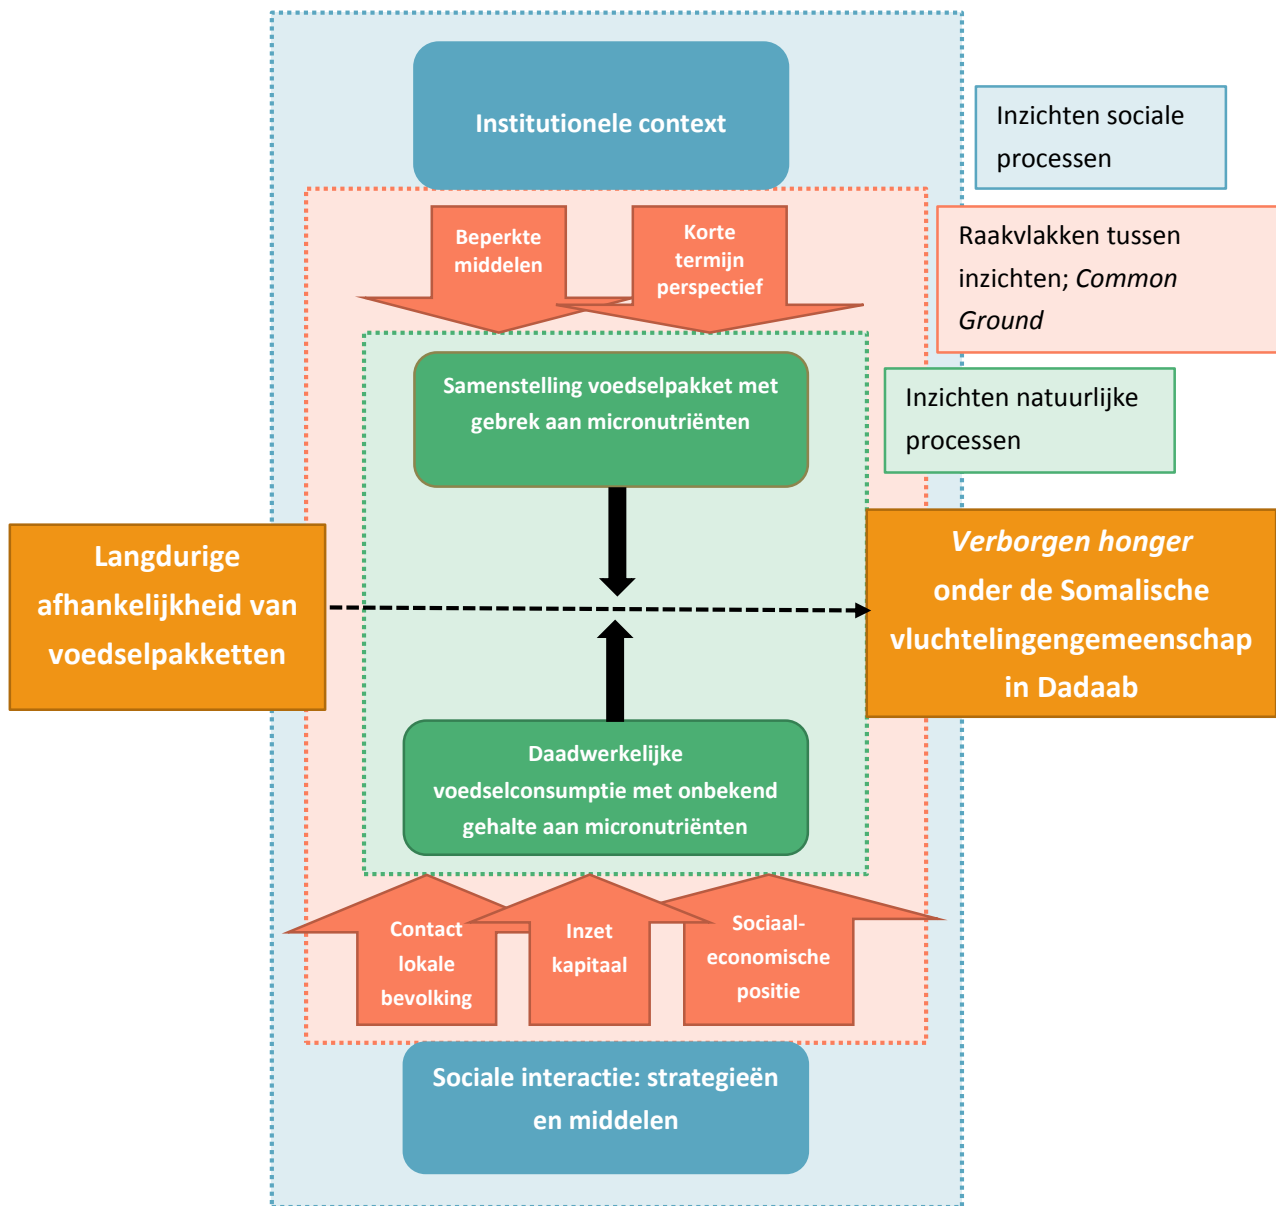 Institutionele context
Inzichten sociale
processen
Beperkte
middelen
Korte
termijn
perspectief
Raakvlakken tussen
inzichten; Common
Ground
Samenstelling voedselpakket met
gebrek aan micronutriënten
Inzichten natuurlijke
processen
Langdurige
afhankelijkheid van
voedselpakketten
Verborgen honger
onder de Somalische
vluchtelingengemeenschap
in Dadaab
Daadwerkelijke
voedselconsumptie met onbekend
gehalte aan micronutriënten
Contact
lokale
bevolking
Inzet
kapitaal
Sociaal-
economische
positie
Sociale interactie: strategieën
en middelen